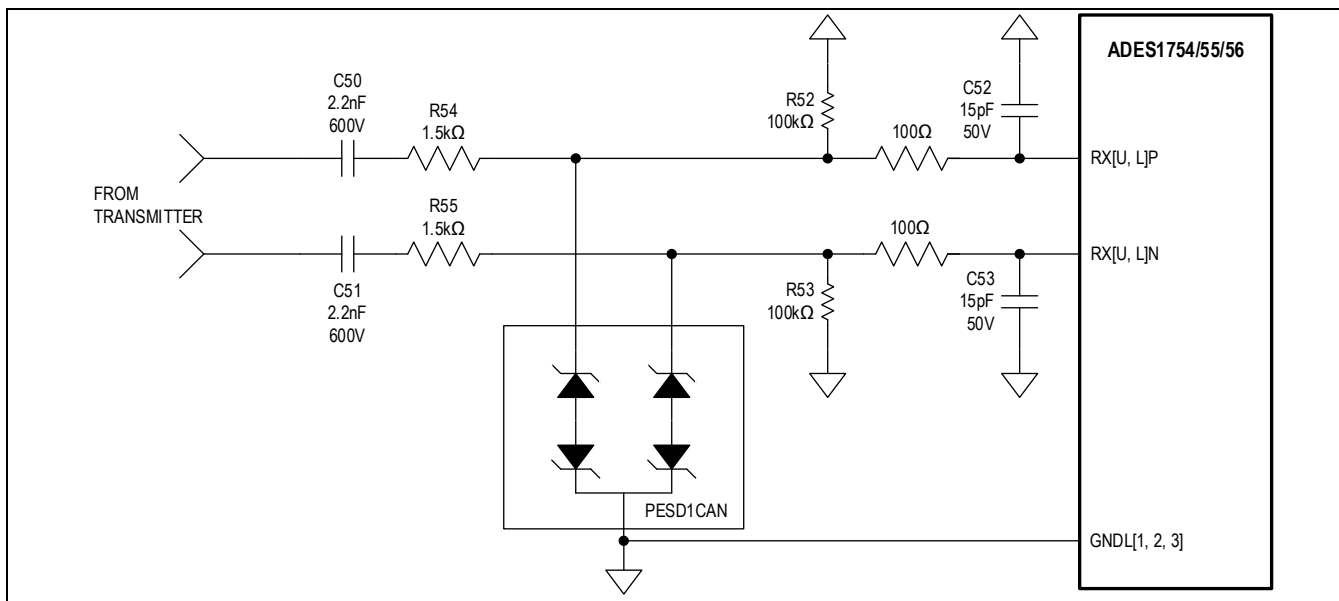 ADES1754/55/56
C50
2.2nF
600V
R54
1.5kΩ
R52
100kΩ
C52
15pF
50V
100Ω
RX[U, L]P
FROM
TRANSMITTER
R55
1.5kΩ
100Ω
RX[U, L]N
C51
2.2nF
600V
R53
100kΩ
C53
15pF
50V
PESD1CAN
GNDL[1, 2, 3]